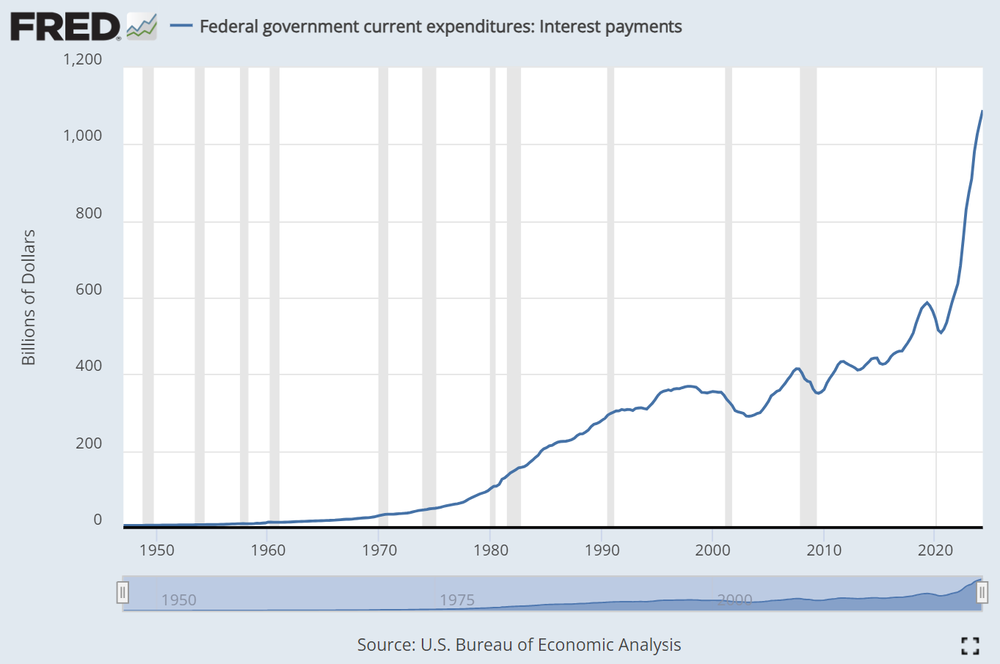 FRED
Federal government current expenditures: Interest payments
1,200
1,000
800
600
400
200
0
Billions of Dollars
1950 1960 1970 1980 1990 2000 2010 2020
1950 1975 2000
Source: U.S. Bureau of Economic Analysis